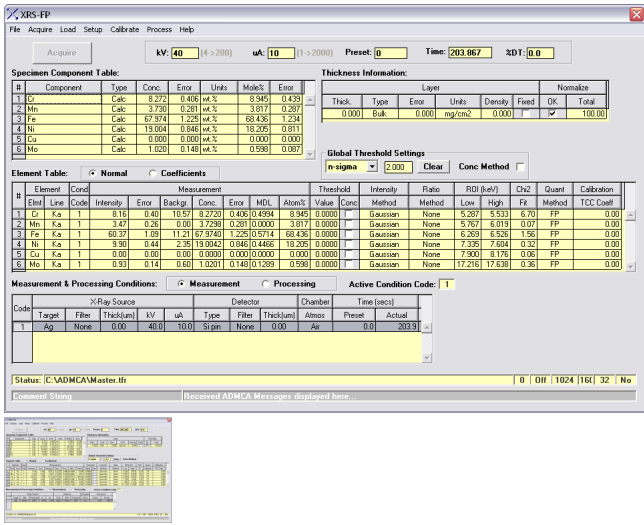 XRS-FP
File Acquire Load Setup Calibrate Process Help
Acquire kV: 40 (4->200) uA: 10 (1->2000) Preset: 0 Time: 203.867 %DT: 0.0
Specimen Component Table: Thickness Information:
# Component Type Conc. Error Units Mole% Error
1 Cr Calc 8.272 0.406 wt.% 8.945 0.439
2 Mn Calc 3.730 0.281 wt.% 3.817 0.287
3 Fe Calc 67.974 1.225 wt.% 68.436 1.234
4 Ni Calc 19.004 0.846 wt.% 18.205 0.811
5 Cu Calc 0.000 0.000 wt.% 0.000 0.000
6 Mo Calc 1.020 0.148 wt.% 0.598 0.087
Layer Normalize
Thick. Type Error Units Density Fixed OK Total
0.000 Bulk 0.000 mg/cm2 0.000 100.00
Global Threshold Settings
n-sigma 2.000 Clear Conc Method
Element Table: Normal Coefficients
# Element Cond Measurement Threshold Intensity Ratio ROI (keV) Chi2 Quant Calibration
Elmt Line Code Intensity Error Backgr. Conc. Error MDL Atom% Value Conc Method Method Low High Fit Method TCC Coeff
1 Cr Ka 1 8.16 0.40 10.57 8.2720 0.406 0.4994 8.945 0.0000 Gaussian None 5.287 5.533 6.70 FP 0.00
2 Mn Ka 1 3.47 0.26 0.00 3.7298 0.281 0.0000 3.817 0.0000 Gaussian None 5.767 6.019 0.07 FP 0.00
3 Fe Ka 1 60.37 1.09 11.21 67.9740 1.225 0.5714 68.436 0.0000 Gaussian None 6.269 6.526 1.56 FP 0.00
4 Ni Ka 1 9.90 0.44 2.35 19.0042 0.846 0.4466 18.205 0.0000 Gaussian None 7.335 7.604 0.32 FP 0.00
5 Cu Ka 1 0.00 0.00 0.00 0.0000 0.000 0.0000 0.000 0.0000 Gaussian None 7.900 8.176 0.06 FP 0.00
6 Mo Ka 1 0.93 0.14 0.60 1.0201 0.148 0.1289 0.598 0.0000 Gaussian None 17.216 17.638 0.36 FP 0.00
Measurement & Processing Conditions: Measurement Processing Active Condition Code: 1
Code X-Ray Source Detector Chamber Time (secs)
Target Filter Thick(um) kV uA Type Filter Thick(um) Atmos Preset Actual
1 Ag None 0.00 40.0 10.0 Si pin None 0.00 Air 0.0 203.9
Status: C:\ADMCA\Master.tfr 0 Off 1024 16( 32 No
Comment String Received ADMCA Messages displayed here...